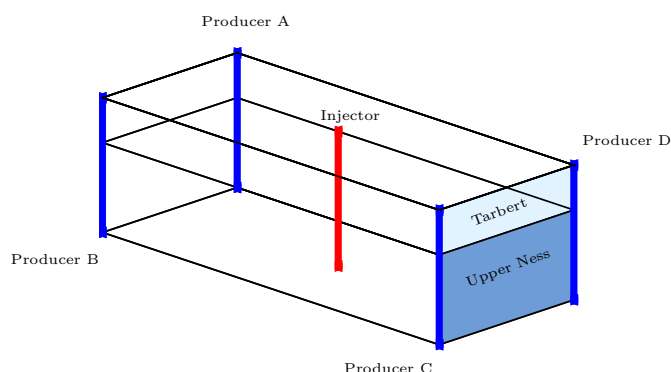 Producer A
Injector
Producer D
Tarbert
Producer B
Upper Ness
Producer C